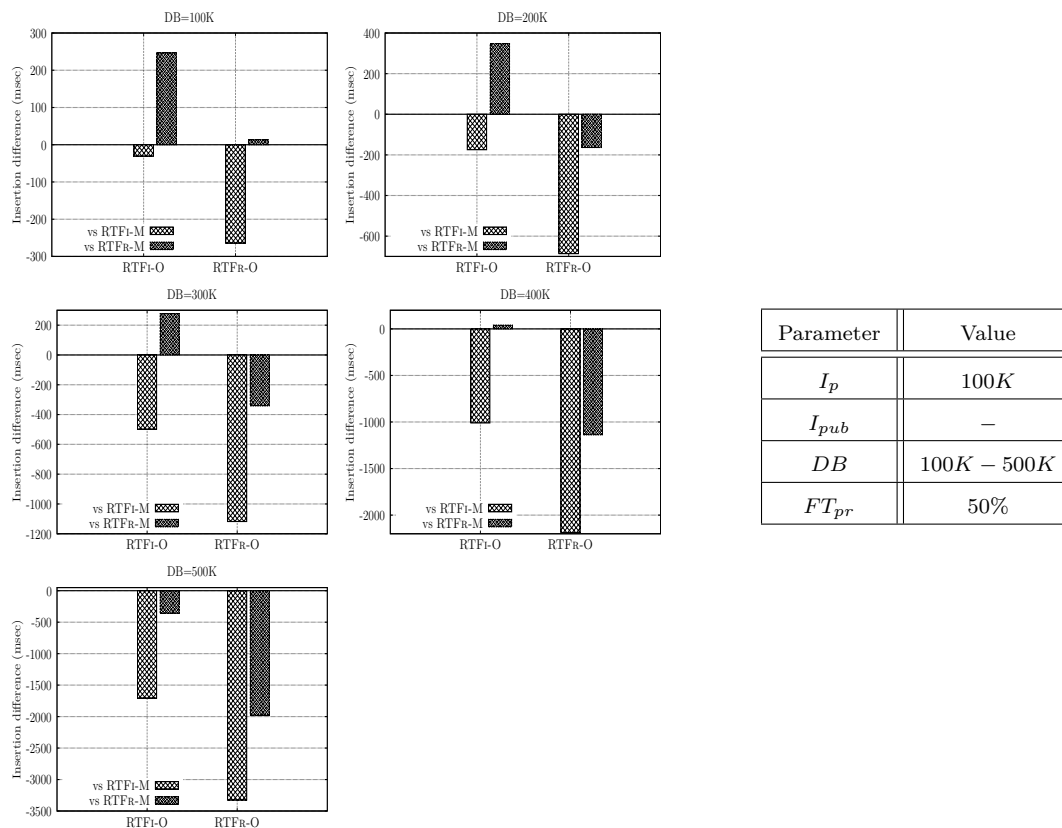 DB=100K
Insertion difference (msec)
300
200
100
0
-100
-200
-300
vs RTFI-M
vs RTFR-M
RTFI-O RTFR-O
DB=200K
Insertion difference (msec)
400
200
0
-200
-400
-600
vs RTFI-M
vs RTFR-M
RTFI-O RTFR-O
DB=300K
Insertion difference (msec)
200
0
-200
-400
-600
-800
-1000
-1200
vs RTFI-M
vs RTFR-M
RTFI-O RTFR-O
DB=400K
Insertion difference (msec)
0
-500
-1000
-1500
-2000
vs RTFI-M
vs RTFR-M
RTFI-O RTFR-O
Parameter Value
I_p 100K
I_pub –
DB 100K − 500K
FT_pr 50%
DB=500K
Insertion difference (msec)
0
-500
-1000
-1500
-2000
-2500
-3000
-3500
vs RTFI-M
vs RTFR-M
RTFI-O RTFR-O